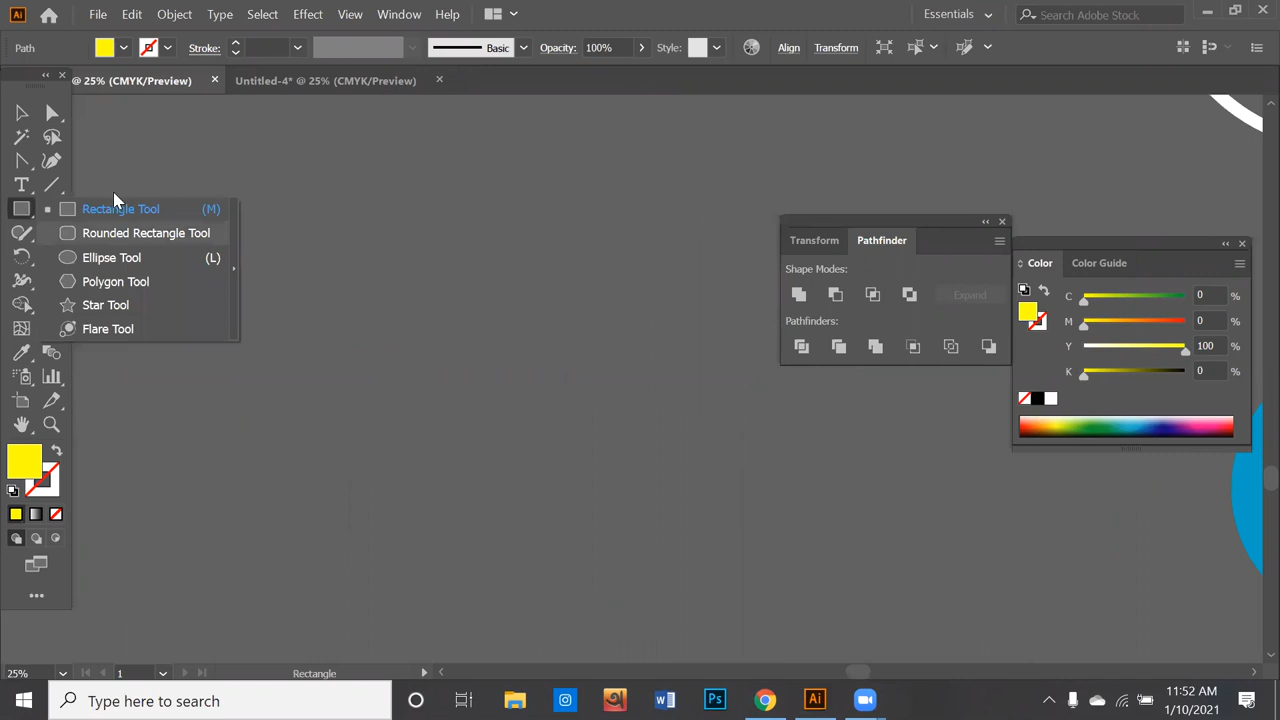 Ai File Edit Object Type Select Effect View Window Help Essentials Search Adobe Stock
Path Stroke: Basic Opacity: 100% Style: Align Transform
@ 25% (CMYK/Preview) Untitled-4* @ 25% (CMYK/Preview)
Rectangle Tool (M)
Rounded Rectangle Tool
Ellipse Tool (L)
Polygon Tool
Star Tool
Flare Tool
Transform Pathfinder
Shape Modes:
Expand
Pathfinders:
Color Color Guide
C 0 %
M 0 %
Y 100 %
K 0 %
25% 1 Rectangle
Type here to search
Ps
Ai
11:52 AM
1/10/2021